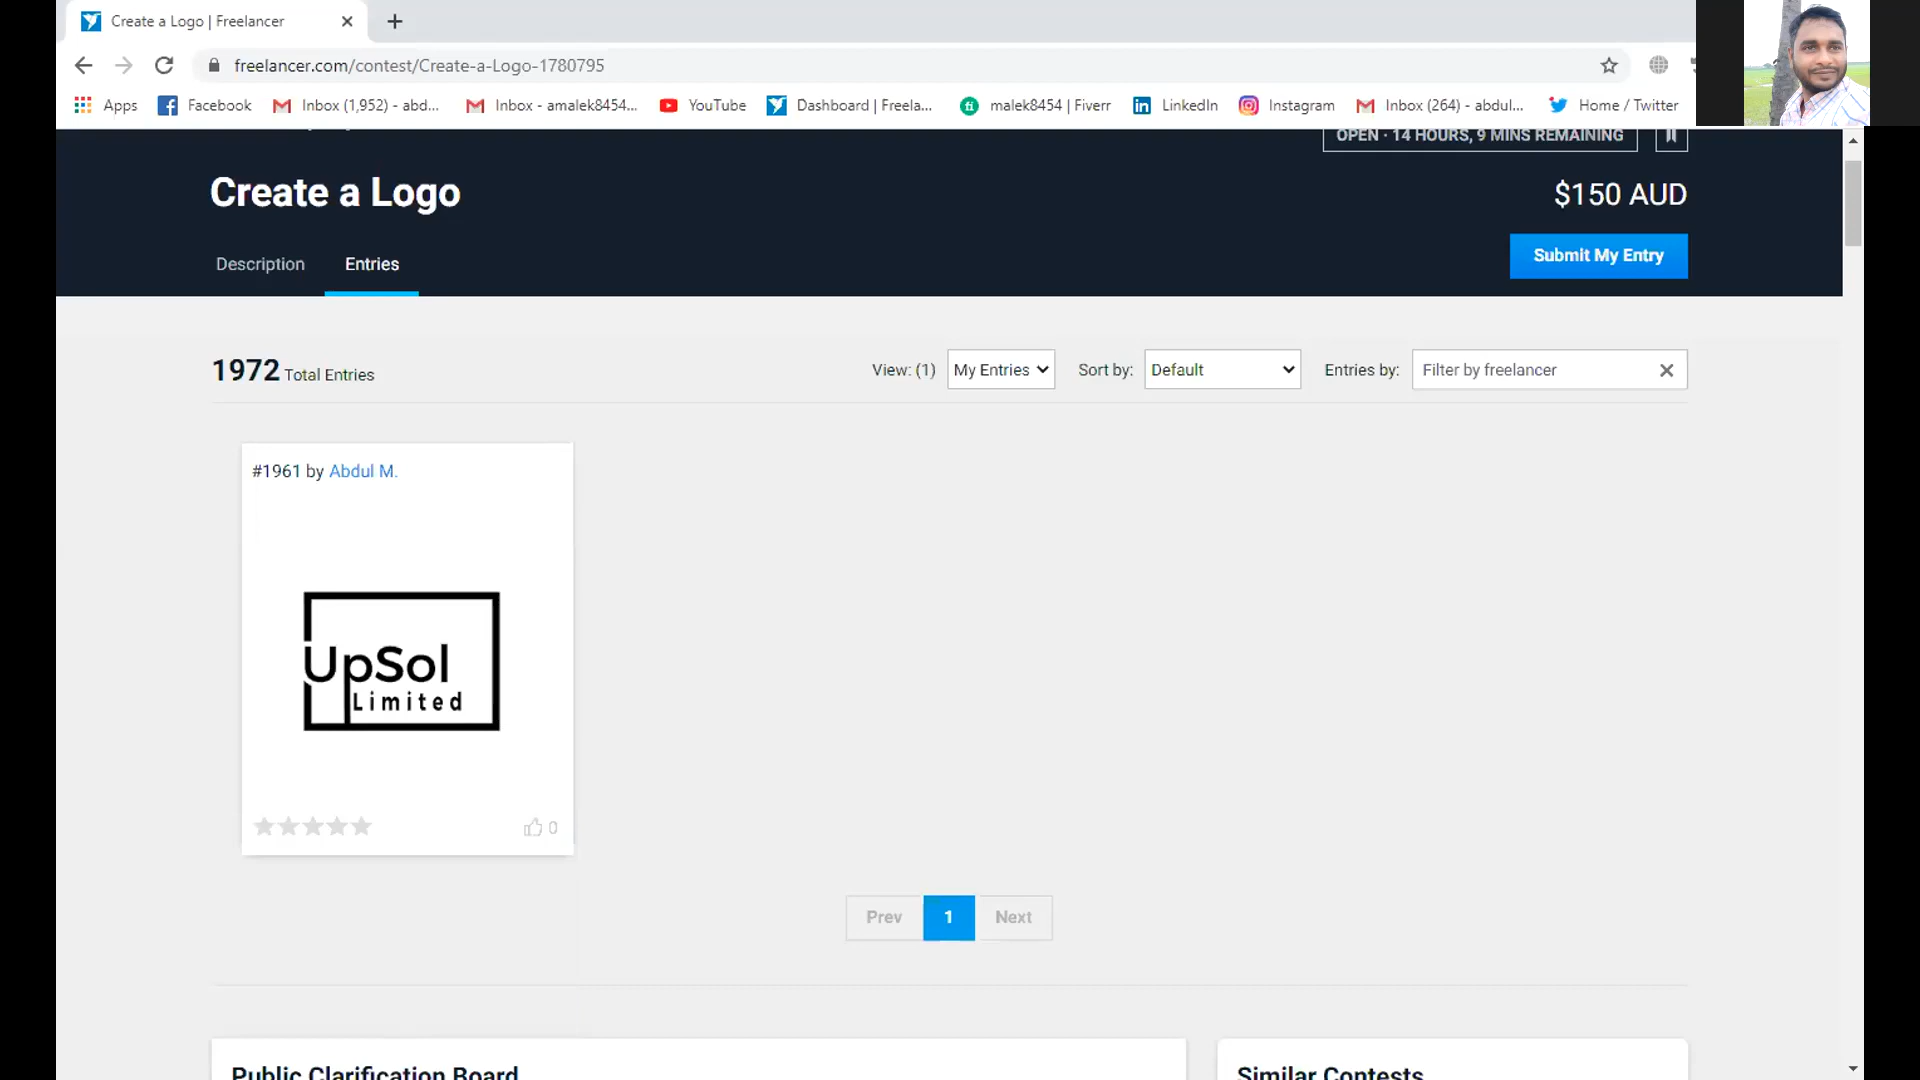 Create a Logo | Freelancer
freelancer.com/contest/Create-a-Logo-1780795
Apps Facebook Inbox (1,952) - abd... Inbox - amalek8454... YouTube Dashboard | Freela... malek8454 | Fiverr LinkedIn Instagram Inbox (264) - abdul... Home / Twitter
OPEN · 14 HOURS, 9 MINS REMAINING
Create a Logo
$150 AUD
Description Entries
Submit My Entry
1972 Total Entries
View: (1) My Entries Sort by: Default Entries by: Filter by freelancer
#1961 by Abdul M.
UpSol
Limited
0
Prev 1 Next
Public Clarification Board
Similar Contests